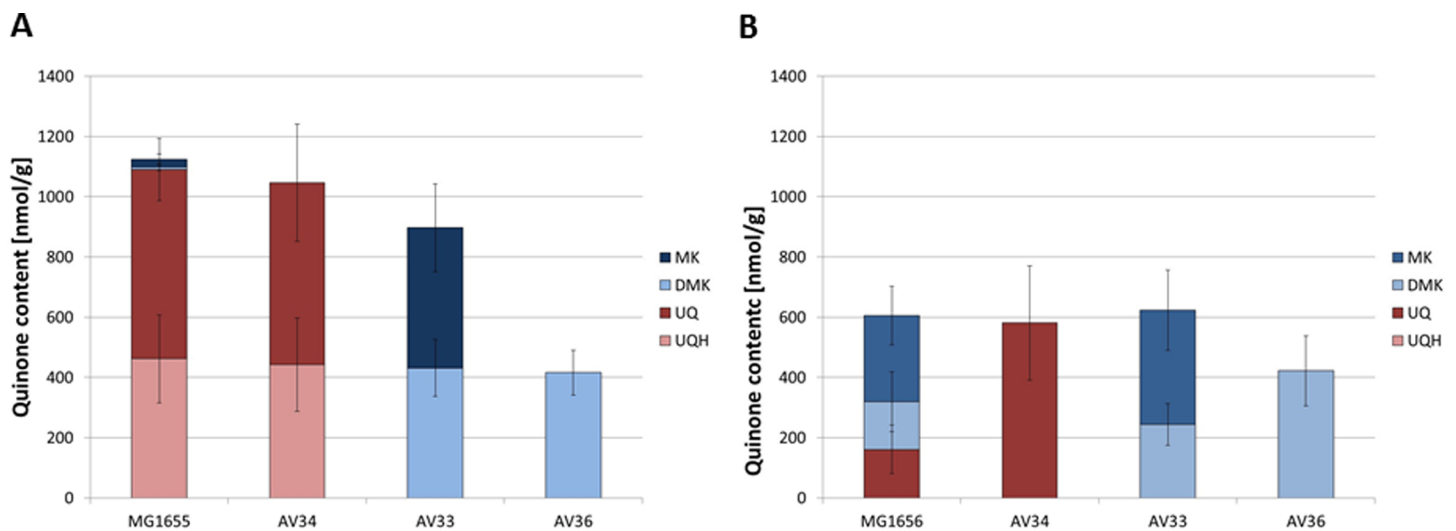 A
Quinone content [nmol/g]
1400
1200
1000
800
600
400
200
0
MG1655 AV34 AV33 AV36
MK
DMK
UQ
UQH
B
Quinone contentc [nmol/g]
1400
1200
1000
800
600
400
200
0
MG1656 AV34 AV33 AV36
MK
DMK
UQ
UQH